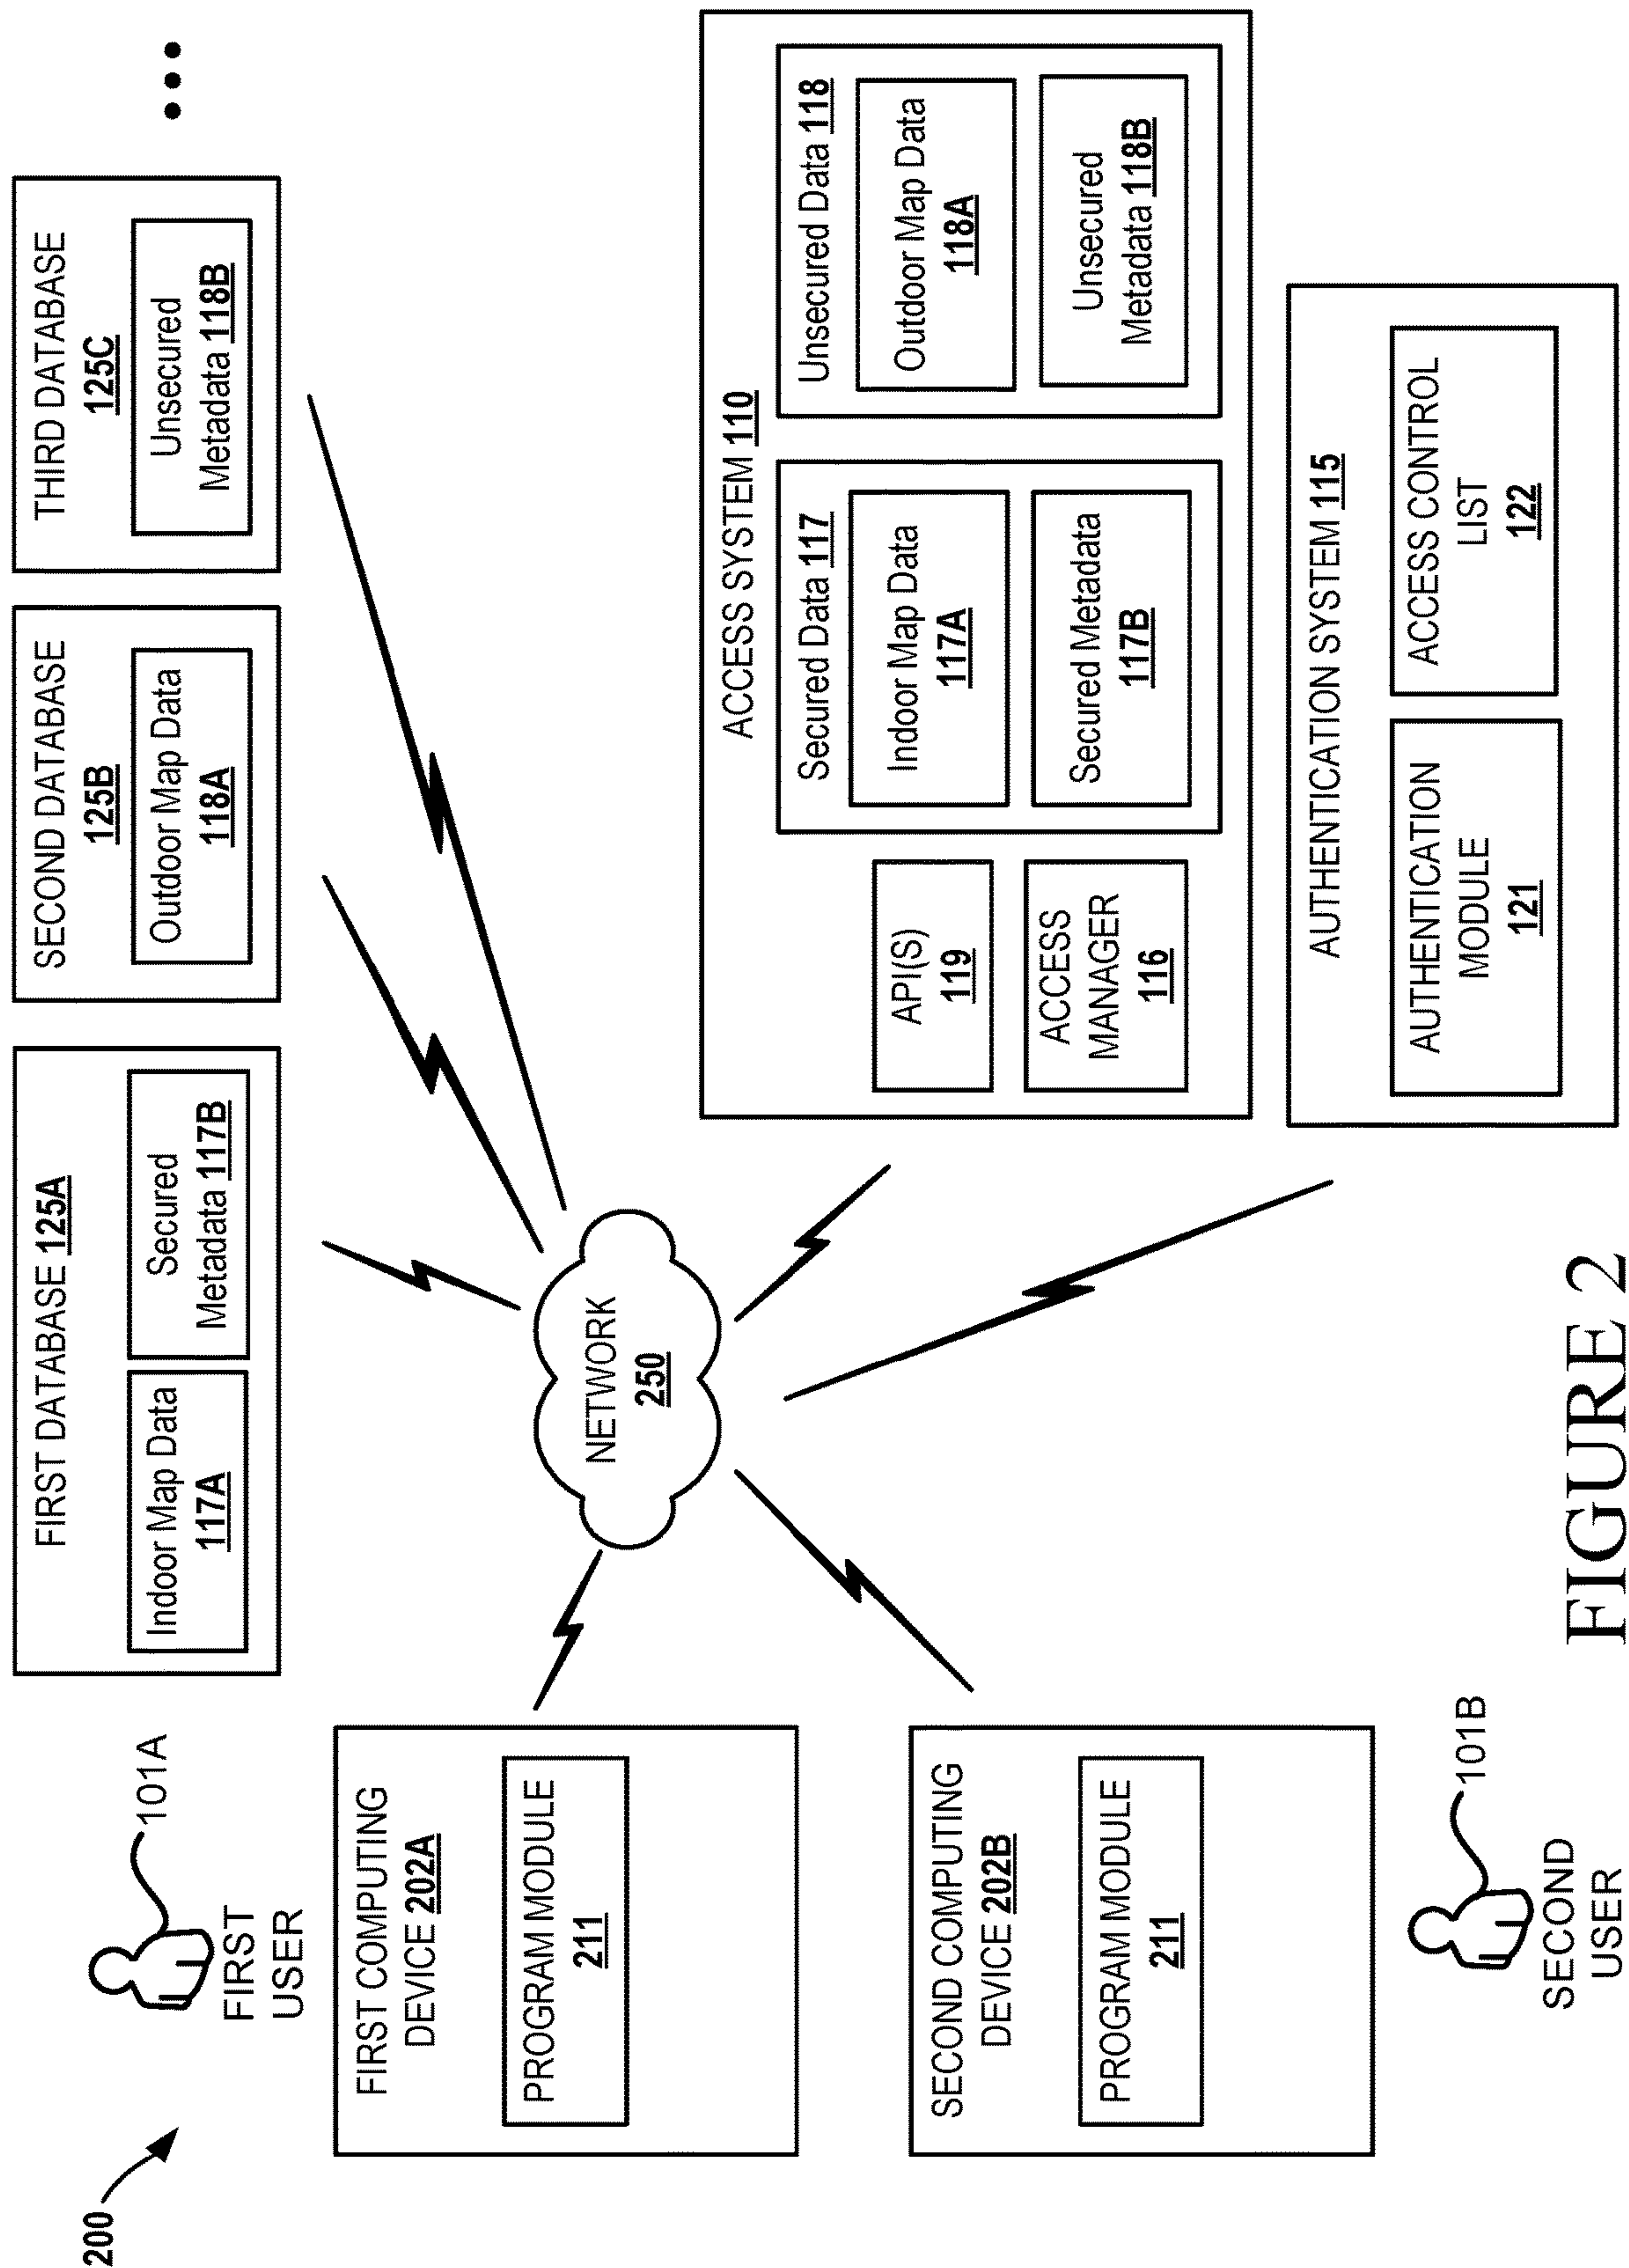 200
101A
FIRST
USER
FIRST DATABASE 125A
Indoor Map Data
117A
Secured
Metadata 117B
SECOND DATABASE
125B
Outdoor Map Data
118A
THIRD DATABASE
125C
Unsecured
Metadata 118B
FIRST COMPUTING
DEVICE 202A
PROGRAM MODULE
211
NETWORK
250
ACCESS SYSTEM 110
API(S)
119
ACCESS
MANAGER
116
Secured Data 117
Indoor Map Data
117A
Secured Metadata
117B
Unsecured Data 118
Outdoor Map Data
118A
Unsecured
Metadata 118B
SECOND COMPUTING
DEVICE 202B
PROGRAM MODULE
211
AUTHENTICATION SYSTEM 115
AUTHENTICATION
MODULE
121
ACCESS CONTROL
LIST
122
101B
SECOND
USER
FIGURE 2